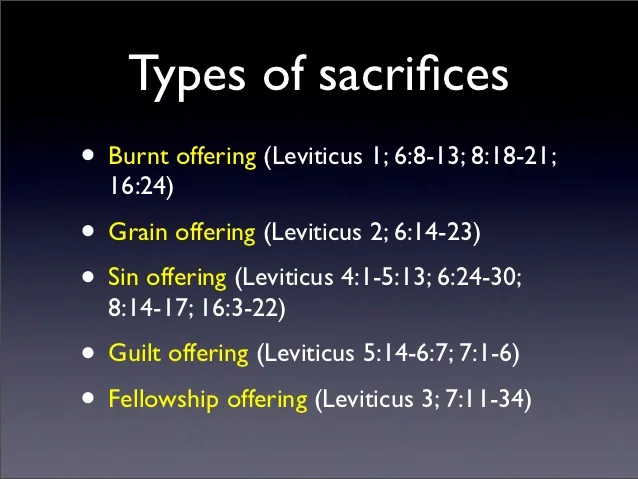 Types of sacrifices
• Burnt offering (Leviticus 1; 6:8-13; 8:18-21;
16:24)
• Grain offering (Leviticus 2; 6:14-23)
• Sin offering (Leviticus 4:1-5:13; 6:24-30;
8:14-17; 16:3-22)
• Guilt offering (Leviticus 5:14-6:7; 7:1-6)
• Fellowship offering (Leviticus 3; 7:11-34)